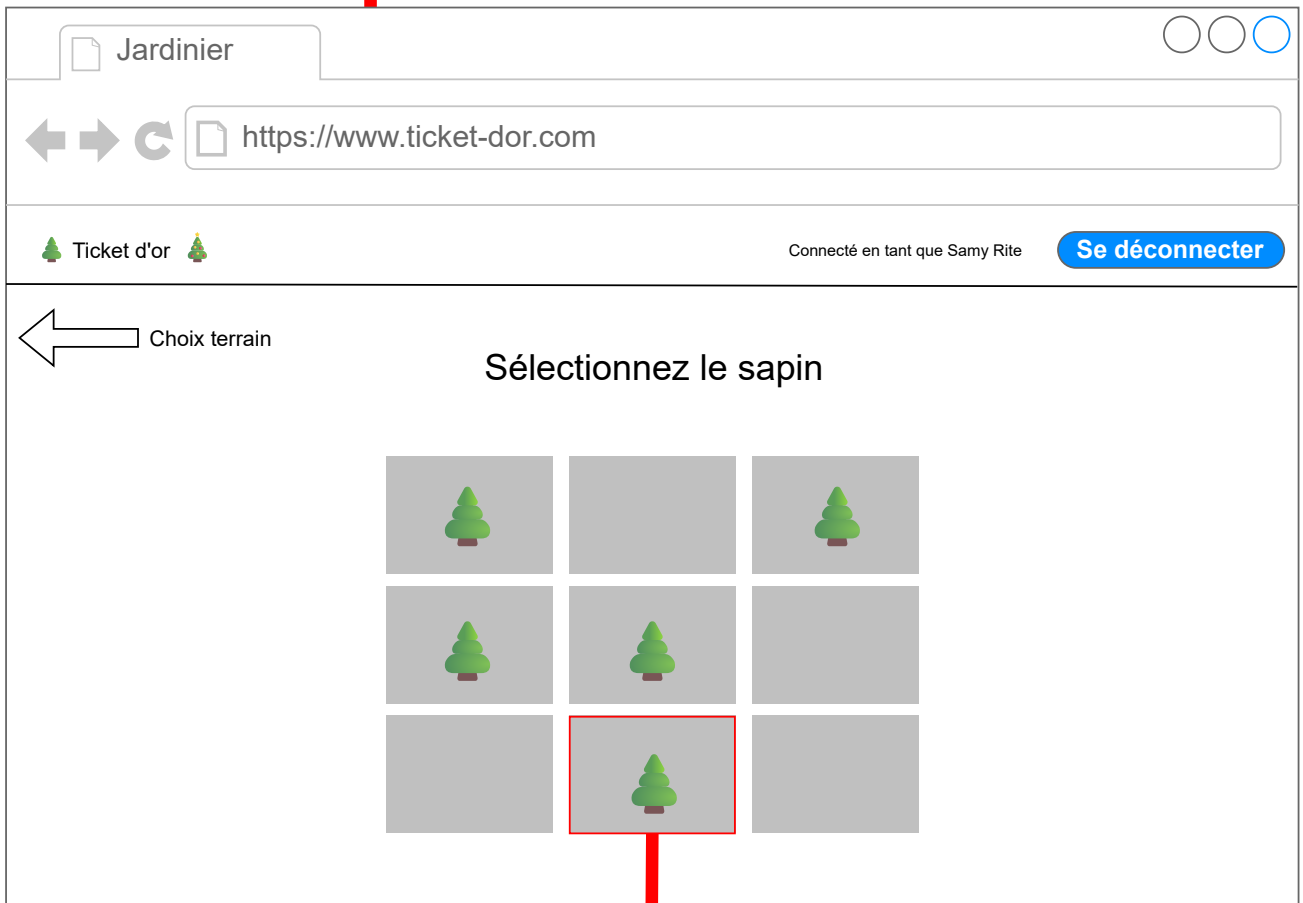 Jardinier
https://www.ticket-dor.com
Ticket d'or
Connecté en tant que Samy Rite
Se déconnecter
Choix terrain
Sélectionnez le sapin